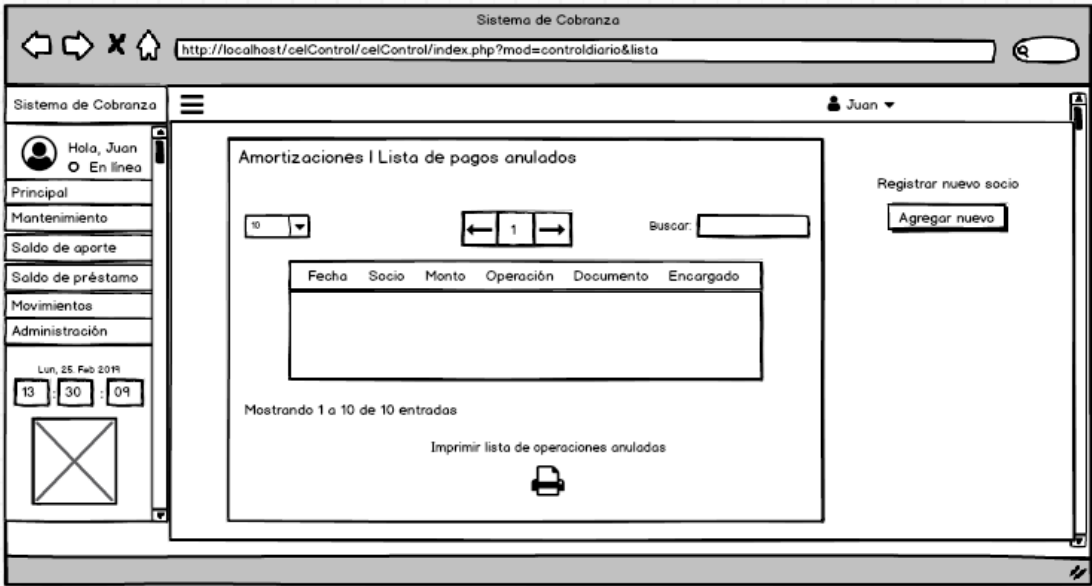 Sistema de Cobranza
http://localhost/celControl/celControl/index.php?mod=controldiario&lista
Sistema de Cobranza
Juan
Hola, Juan
En línea
Principal
Mantenimiento
Saldo de aporte
Saldo de préstamo
Movimientos
Administración
Lun, 25. Feb 2019
13 : 30 : 09
Amortizaciones | Lista de pagos anulados
10
1
Buscar:
Fecha Socio Monto Operación Documento Encargado
Mostrando 1 a 10 de 10 entradas
Imprimir lista de operaciones anuladas
Registrar nuevo socio
Agregar nuevo